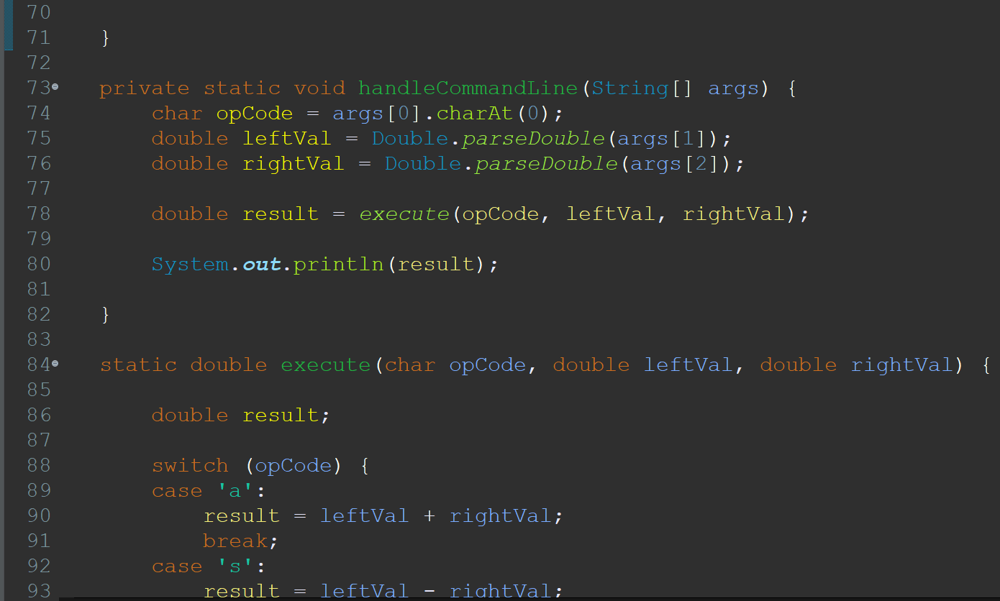 70
71    }
72
73    private static void handleCommandLine(String[] args) {
74        char opCode = args[0].charAt(0);
75        double leftVal = Double.parseDouble(args[1]);
76        double rightVal = Double.parseDouble(args[2]);
77
78        double result = execute(opCode, leftVal, rightVal);
79
80        System.out.println(result);
81
82    }
83
84    static double execute(char opCode, double leftVal, double rightVal) {
85
86        double result;
87
88        switch (opCode) {
89        case 'a':
90            result = leftVal + rightVal;
91            break;
92        case 's':
93            result = leftVal - rightVal;